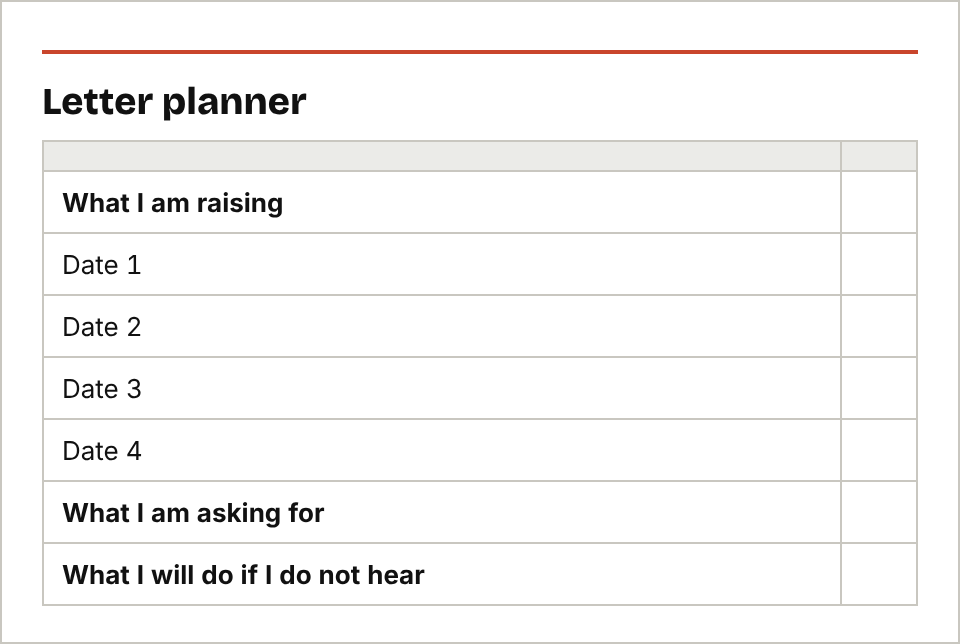 Letter planner
What I am raising
Date 1
Date 2
Date 3
Date 4
What I am asking for
What I will do if I do not hear